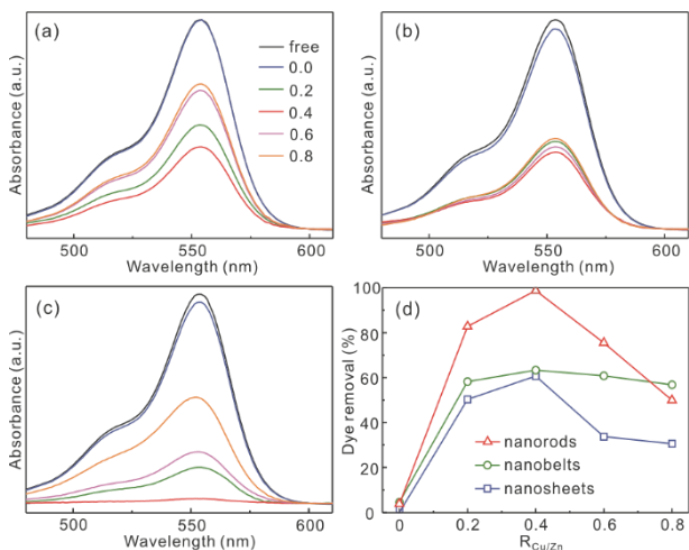 (a)
free
0.0
0.2
0.4
0.6
0.8
Absorbance (a.u.)
500 550 600
Wavelength (nm)
(b)
Absorbance (a.u.)
500 550 600
Wavelength (nm)
(c)
Absorbance (a.u.)
500 550 600
Wavelength (nm)
(d)
100
80
60
40
20
0
Dye removal (%)
nanorods
nanobelts
nanosheets
0 0.2 0.4 0.6 0.8
R Cu/Zn